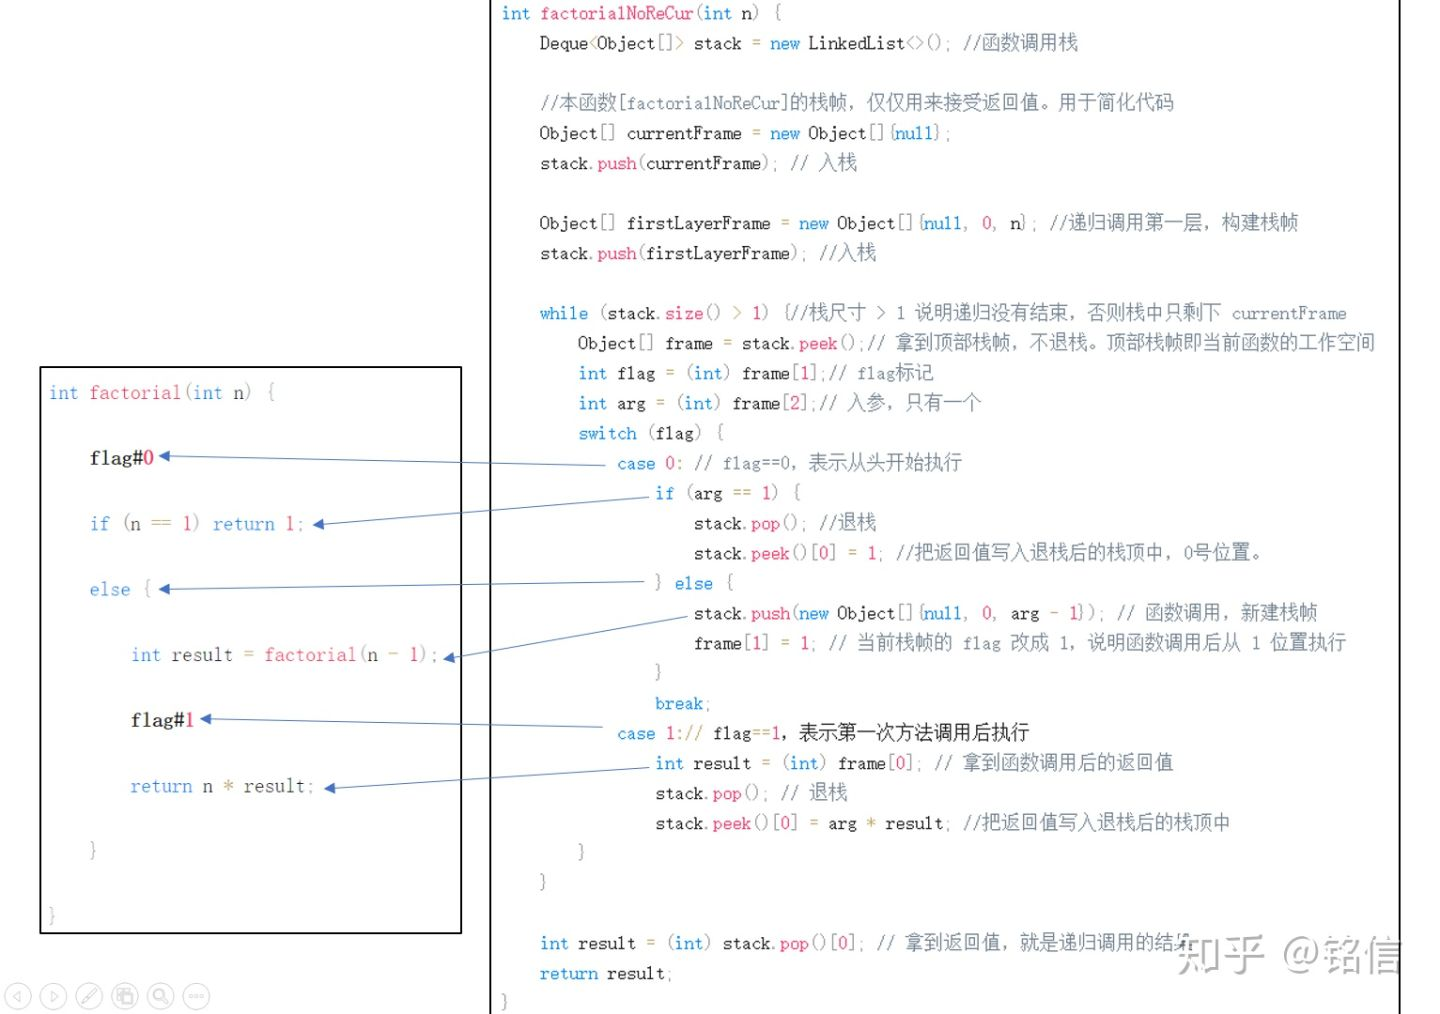 int factorial(int n) {
flag#0
if (n == 1) return 1;
else {
int result = factorial(n - 1);
flag#1
return n * result;
}
}
int factorialNoReCur(int n) {
Deque<Object[]> stack = new LinkedList<>(); //函数调用栈
//本函数[factorialNoReCur]的栈帧，仅仅用来接受返回值。用于简化代码
Object[] currentFrame = new Object[]{null};
stack.push(currentFrame); // 入栈
Object[] firstLayerFrame = new Object[]{null, 0, n}; //递归调用第一层，构建栈帧
stack.push(firstLayerFrame); //入栈
while (stack.size() > 1) {//栈尺寸 > 1 说明递归没有结束，否则栈中只剩下 currentFrame
Object[] frame = stack.peek();// 拿到顶部栈帧，不退栈。顶部栈帧即当前函数的工作空间
int flag = (int) frame[1];// flag标记
int arg = (int) frame[2];// 入参，只有一个
switch (flag) {
case 0: // flag==0，表示从头开始执行
if (arg == 1) {
stack.pop(); //退栈
stack.peek()[0] = 1; //把返回值写入退栈后的栈顶中，0号位置。
} else {
stack.push(new Object[]{null, 0, arg - 1}); // 函数调用，新建栈帧
frame[1] = 1; // 当前栈帧的 flag 改成 1，说明函数调用后从 1 位置执行
}
break;
case 1:// flag==1，表示第一次方法调用后执行
int result = (int) frame[0]; // 拿到函数调用后的返回值
stack.pop(); // 退栈
stack.peek()[0] = arg * result; //把返回值写入退栈后的栈顶中
}
}
int result = (int) stack.pop()[0]; // 拿到返回值，就是递归调用的结果
return result;
}
知乎 @铭信